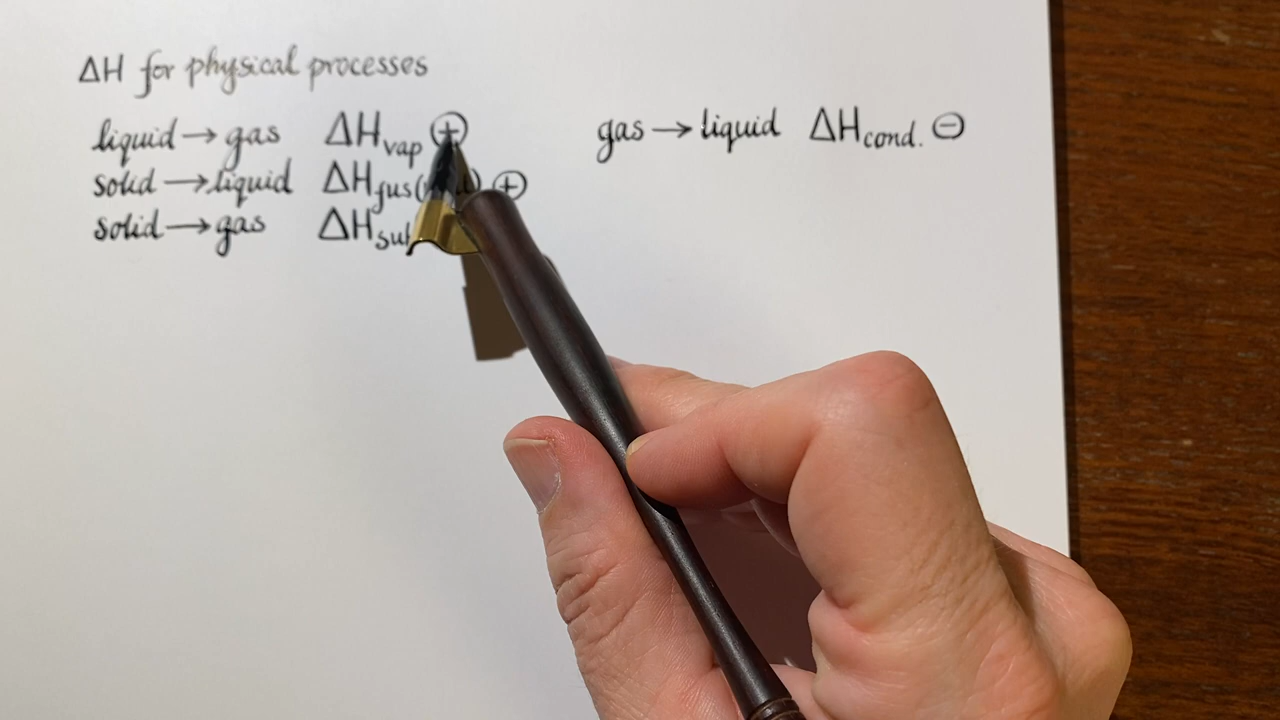 ΔH for physical processes
liquid → gas ΔHvap ⊕ gas → liquid ΔHcond. ⊖
solid → liquid ΔHfus( ) ⊕
solid → gas ΔH